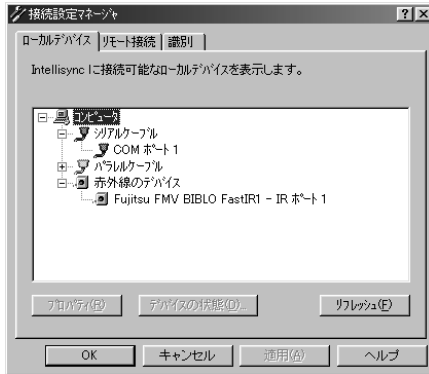 接続設定ﾏﾈｰｼﾞｬ
ﾛｰｶﾙﾃﾞﾊﾞｲｽ ﾘﾓｰﾄ接続 識別
Intellisync に接続可能なﾛｰｶﾙﾃﾞﾊﾞｲｽを表示します。
ｺﾝﾋﾟｭｰﾀ
ｼﾘｱﾙｹｰﾌﾞﾙ
COM ﾎﾟｰﾄ 1
ﾊﾟﾗﾚﾙｹｰﾌﾞﾙ
赤外線のﾃﾞﾊﾞｲｽ
Fujitsu FMV BIBLO FastIR1 - IR ﾎﾟｰﾄ 1
ﾌﾟﾛﾊﾟﾃｨ(R) ﾃﾞﾊﾞｲｽの状態(D)... ﾘﾌﾚｯｼｭ(F)
OK キャンセル 適用(A) ヘルプ